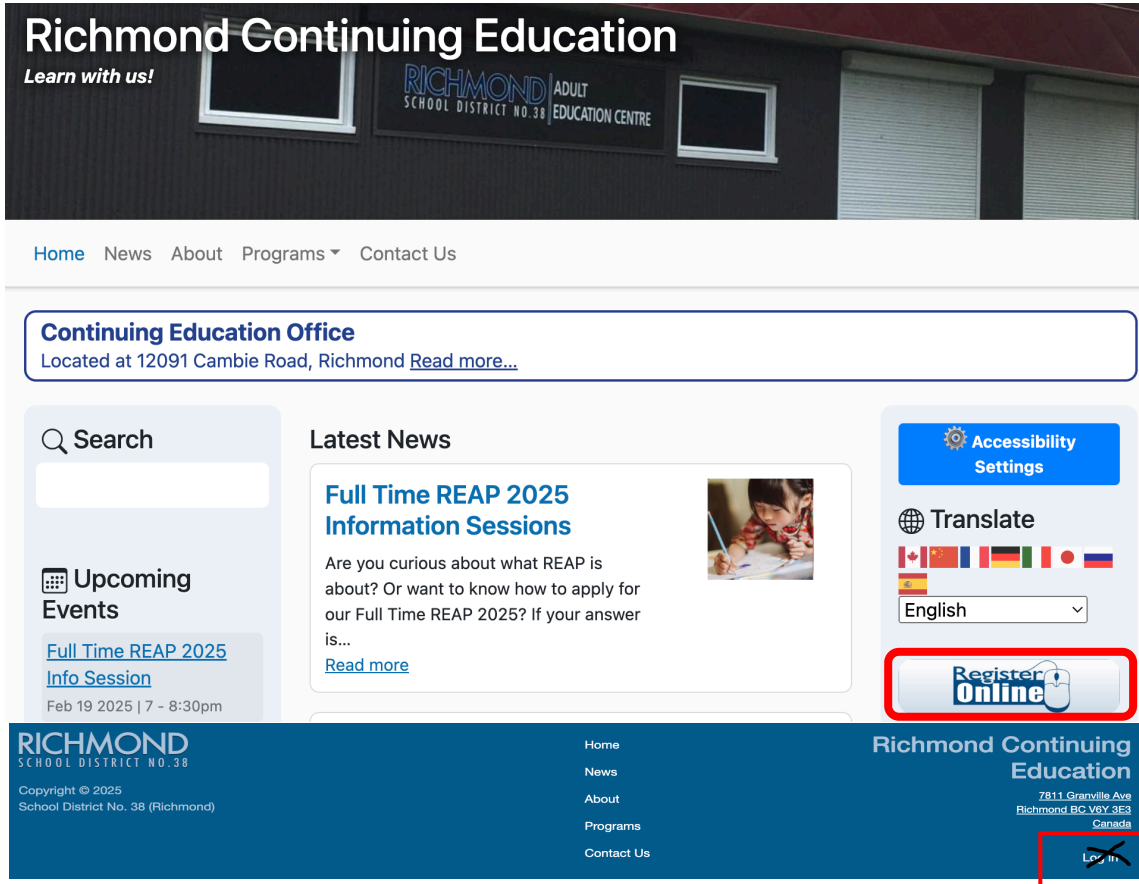 Richmond Continuing Education
Learn with us!
RICHMOND
SCHOOL DISTRICT NO.38
ADULT
EDUCATION CENTRE
Home News About Programs Contact Us
Continuing Education Office
Located at 12091 Cambie Road, Richmond Read more...
Search
Upcoming
Events
Full Time REAP 2025
Info Session
Feb 19 2025 | 7 - 8:30pm
Latest News
Full Time REAP 2025
Information Sessions
Are you curious about what REAP is
about? Or want to know how to apply for
our Full Time REAP 2025? If your answer
is...
Read more
Accessibility
Settings
Translate
English
Register
Online
RICHMOND
SCHOOL DISTRICT NO.38
Copyright © 2025
School District No. 38 (Richmond)
Home
News
About
Programs
Contact Us
Richmond Continuing
Education
7811 Granville Ave
Richmond BC V6Y 3E3
Canada
Log in